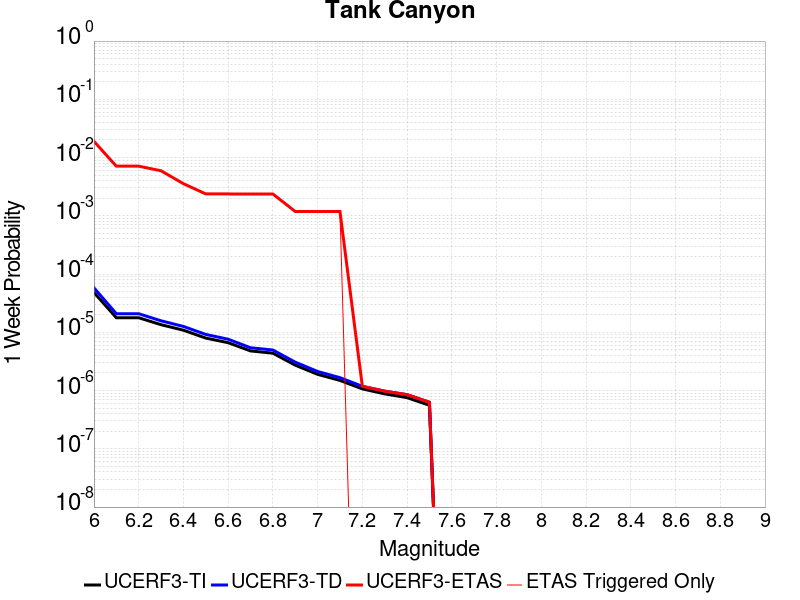 Tank Canyon
1 Week Probability
10^0
10^-1
10^-2
10^-3
10^-4
10^-5
10^-6
10^-7
10^-8
6 6.2 6.4 6.6 6.8 7 7.2 7.4 7.6 7.8 8 8.2 8.4 8.6 8.8 9
Magnitude
UCERF3-TI UCERF3-TD UCERF3-ETAS ETAS Triggered Only